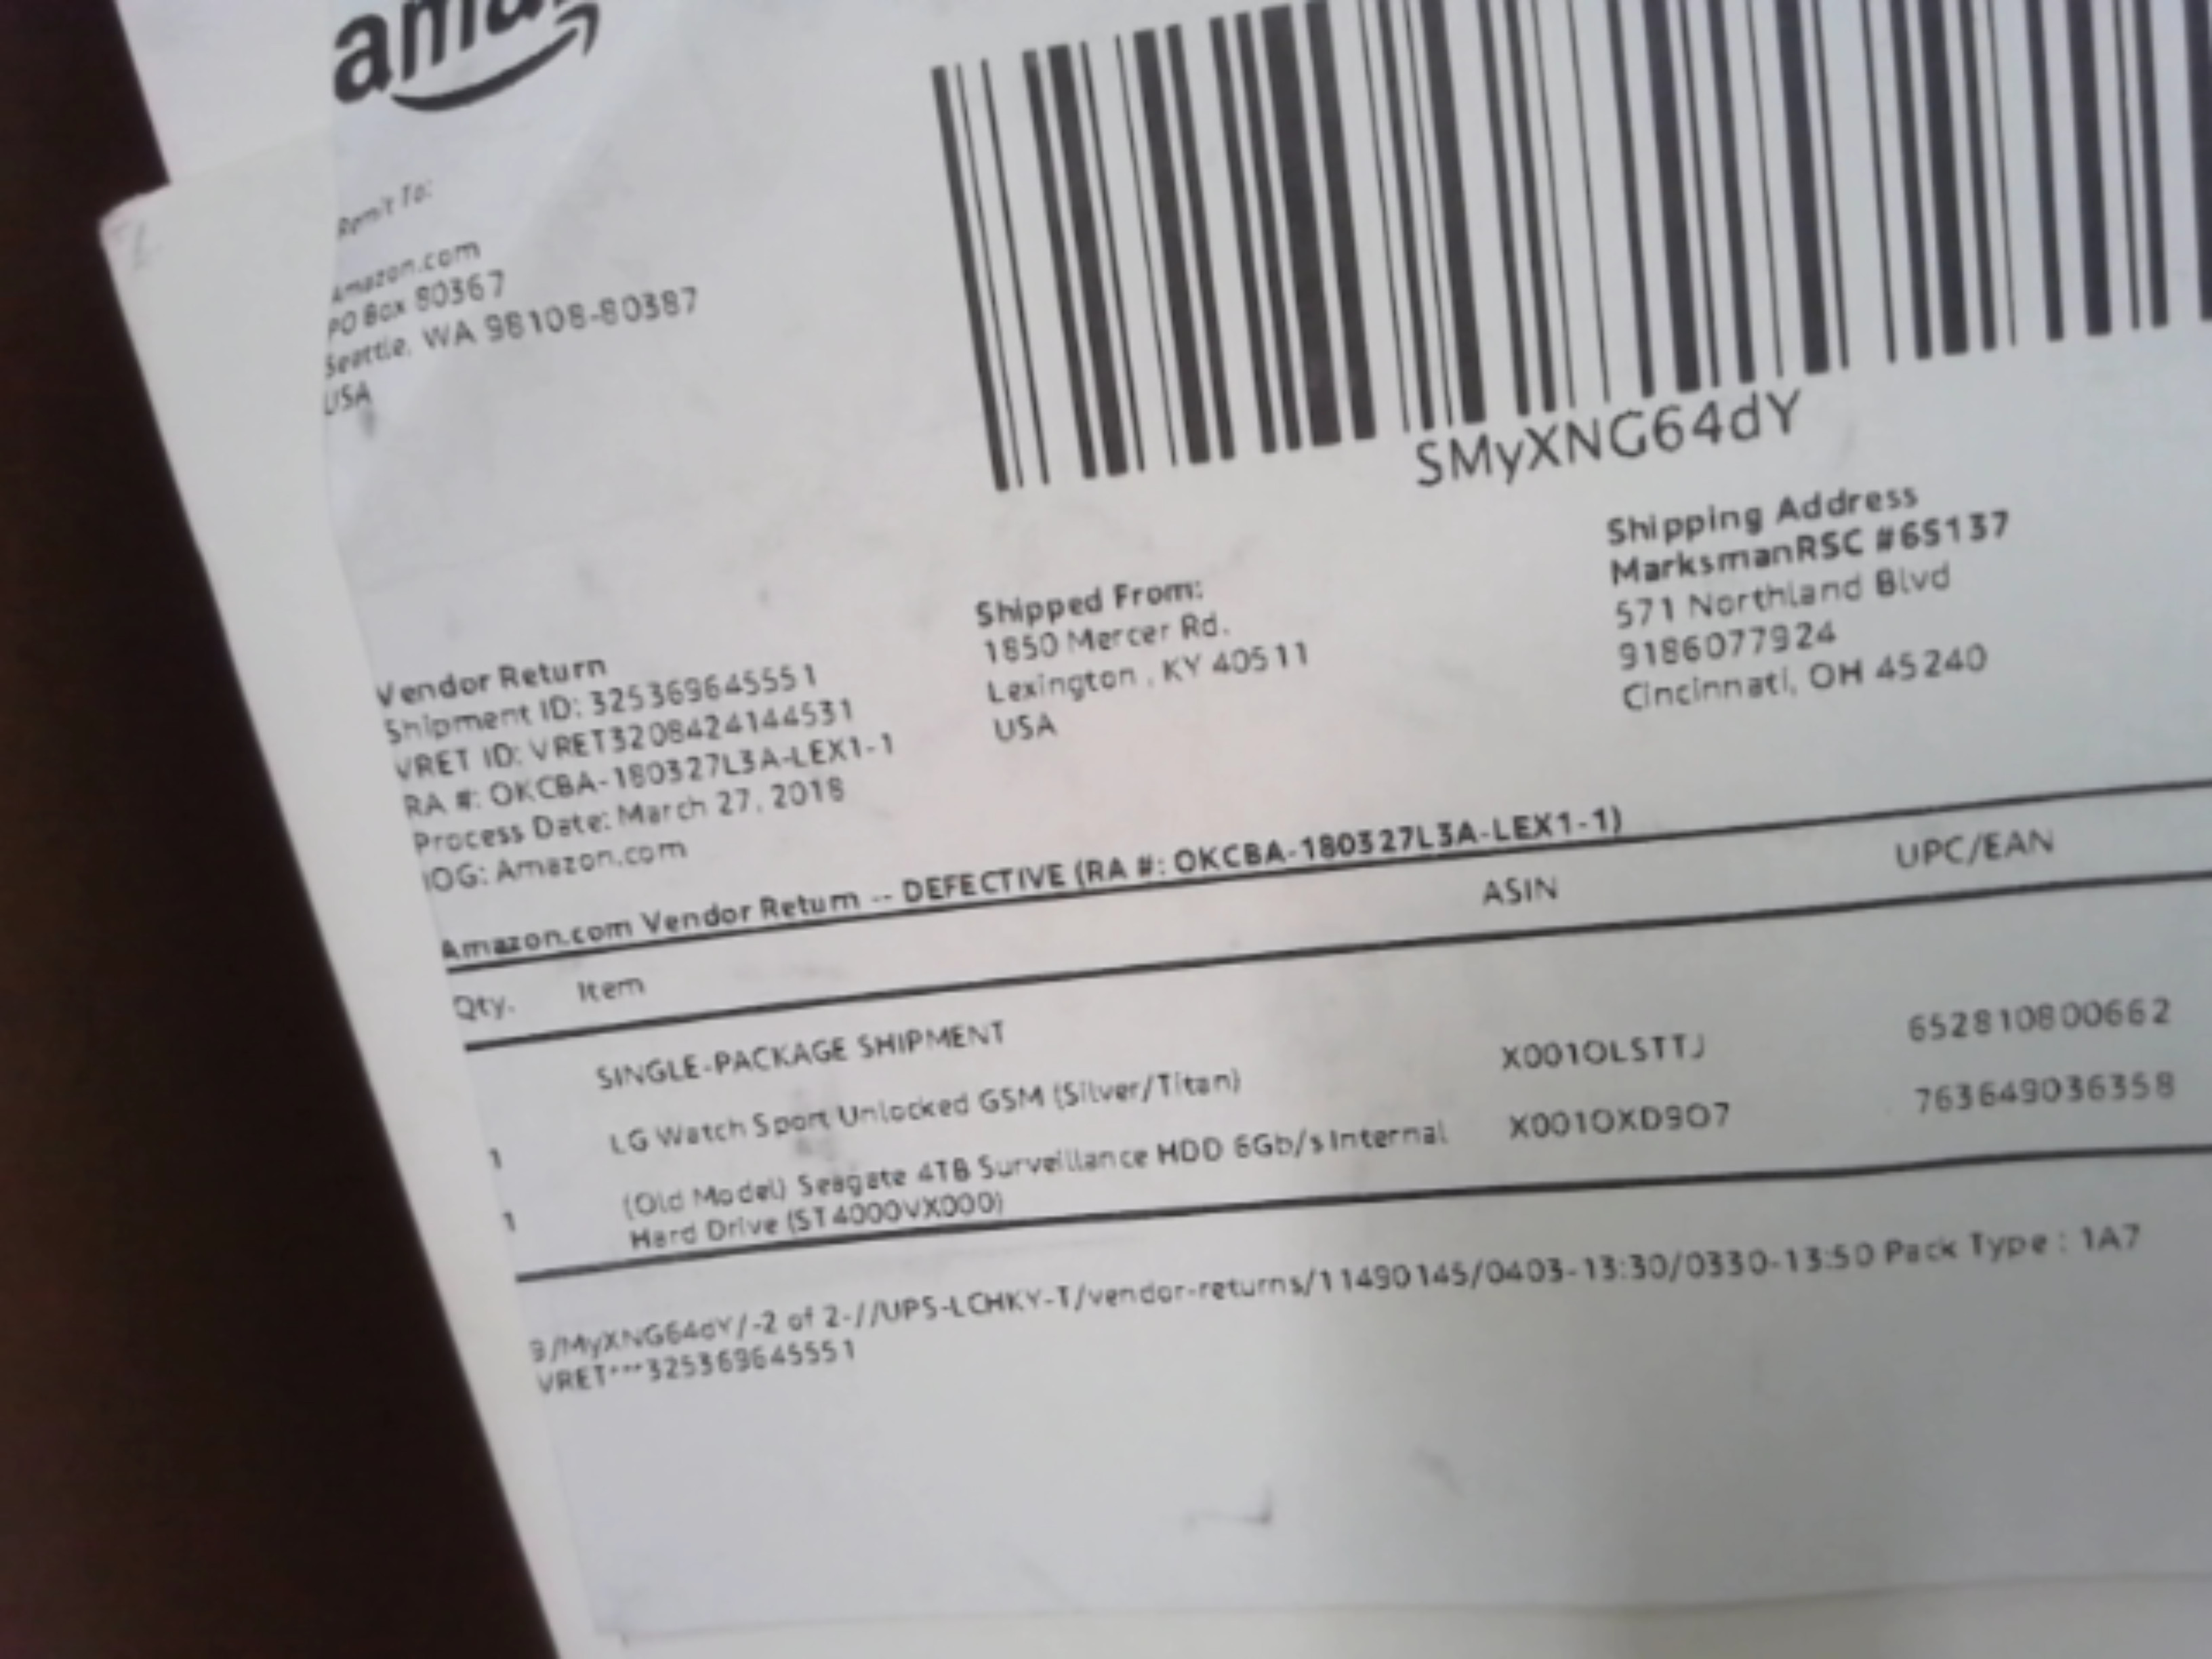 Remit To:
Amazon.com
PO Box 80367
Seattle, WA 98108-80387
USA
SMyXNG64dY
Vendor Return
Shipment ID: 325369645551
VRET ID: VRET3208424144531
RA #: OKCBA-180327L3A-LEX1-1
Process Date: March 27, 2018
IOG: Amazon.com
Shipped From:
1850 Mercer Rd.
Lexington , KY 40511
USA
Shipping Address
MarksmanRSC #65137
571 Northland Blvd
9186077924
Cincinnati, OH 45240
Amazon.com Vendor Return -- DEFECTIVE (RA #: OKCBA-180327L3A-LEX1-1)
Qty. Item ASIN UPC/EAN
SINGLE-PACKAGE SHIPMENT
1 LG Watch Sport Unlocked GSM (Silver/Titan) X001OLSTTJ 652810800662
1 (Old Model) Seagate 4TB Surveillance HDD 6Gb/s Internal X001OXD9O7 763649036358
Hard Drive (ST4000VX000)
9/MyXNG64dY/-2 of 2-//UPS-LCHKY-T/vendor-returns/11490145/0403-13:30/0330-13:50 Pack Type : 1A7
VRET***325369645551